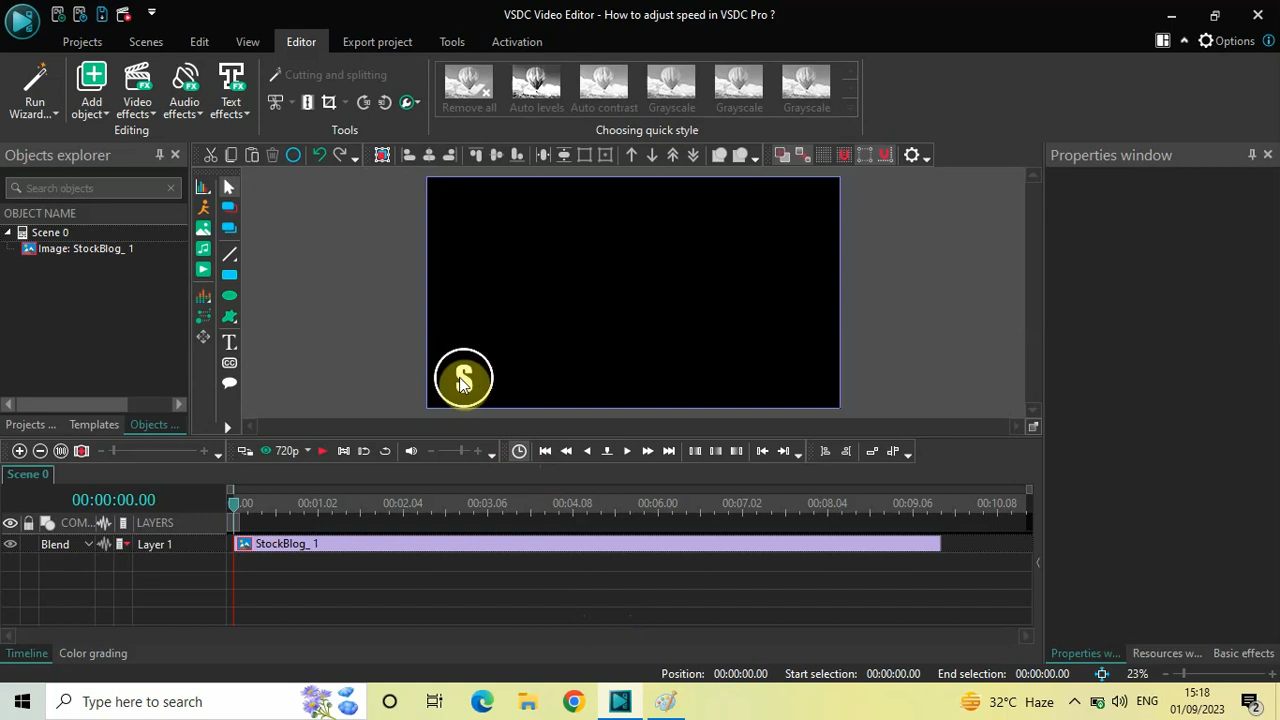 VSDC Video Editor - How to adjust speed in VSDC Pro ?
Projects Scenes Edit View Editor Export project Tools Activation Options
Run Wizard... Add object Video effects Audio effects Text effects
Editing
Cutting and splitting
Tools
Remove all Auto levels Auto contrast Grayscale Grayscale Grayscale
Choosing quick style
Objects explorer
Properties window
Search objects
OBJECT NAME
Scene 0
Image: StockBlog_ 1
T
CC
S
Projects ... Templates Objects ...
100 720p
Scene 0
00:00:00.00
.00 00:01.02 00:02.04 00:03.06 00:04.08 00:05.10 00:06.00 00:07.02 00:08.04 00:09.06 00:10.08
COM... LAYERS
Blend Layer 1 StockBlog_ 1
Timeline Color grading
Properties w... Resources w... Basic effects
Position: 00:00:00.00 Start selection: 00:00:00.00 End selection: 00:00:00.00 23%
Type here to search
32°C Haze ENG 15:18
01/09/2023 2